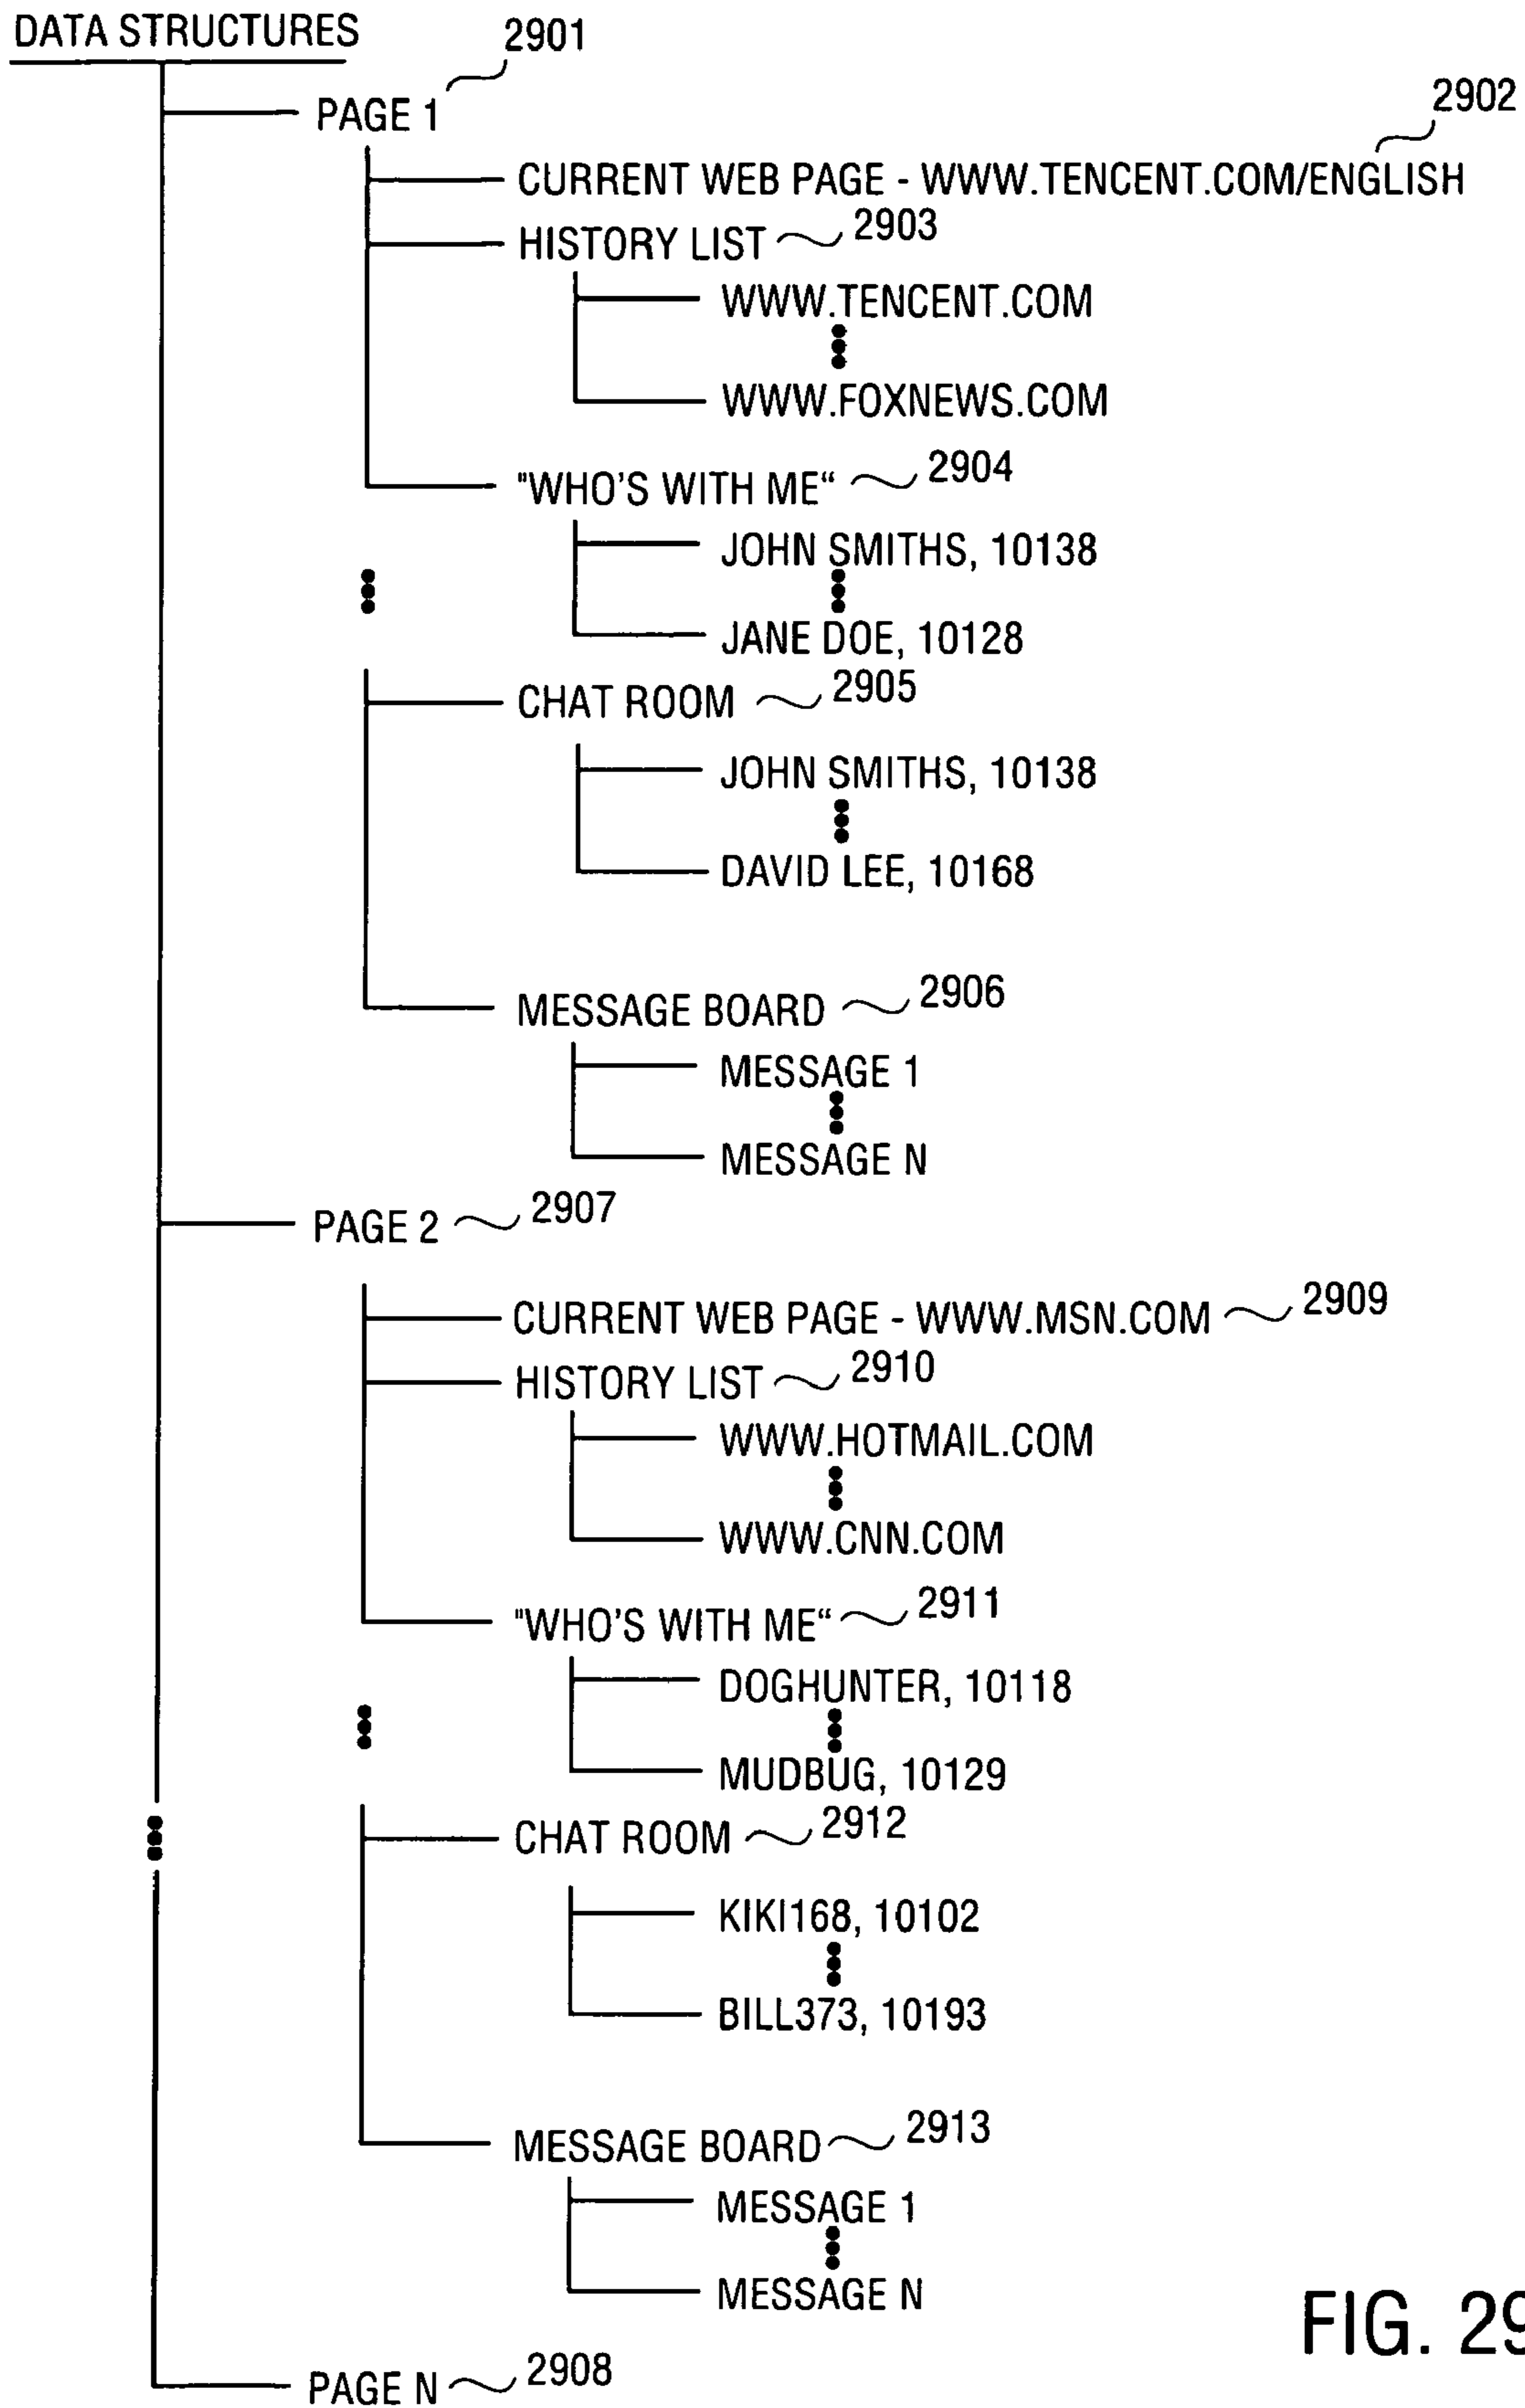 DATA STRUCTURES
2901
PAGE 1
2902
CURRENT WEB PAGE - WWW.TENCENT.COM/ENGLISH
HISTORY LIST 2903
WWW.TENCENT.COM
WWW.FOXNEWS.COM
"WHO'S WITH ME“ 2904
JOHN SMITHS, 10138
JANE DOE, 10128
CHAT ROOM 2905
JOHN SMITHS, 10138
DAVID LEE, 10168
MESSAGE BOARD 2906
MESSAGE 1
MESSAGE N
PAGE 2 2907
CURRENT WEB PAGE - WWW.MSN.COM 2909
HISTORY LIST 2910
WWW.HOTMAIL.COM
WWW.CNN.COM
"WHO'S WITH ME“ 2911
DOGHUNTER, 10118
MUDBUG, 10129
CHAT ROOM 2912
KIKI168, 10102
BILL373, 10193
MESSAGE BOARD 2913
MESSAGE 1
MESSAGE N
FIG. 29
PAGE N 2908